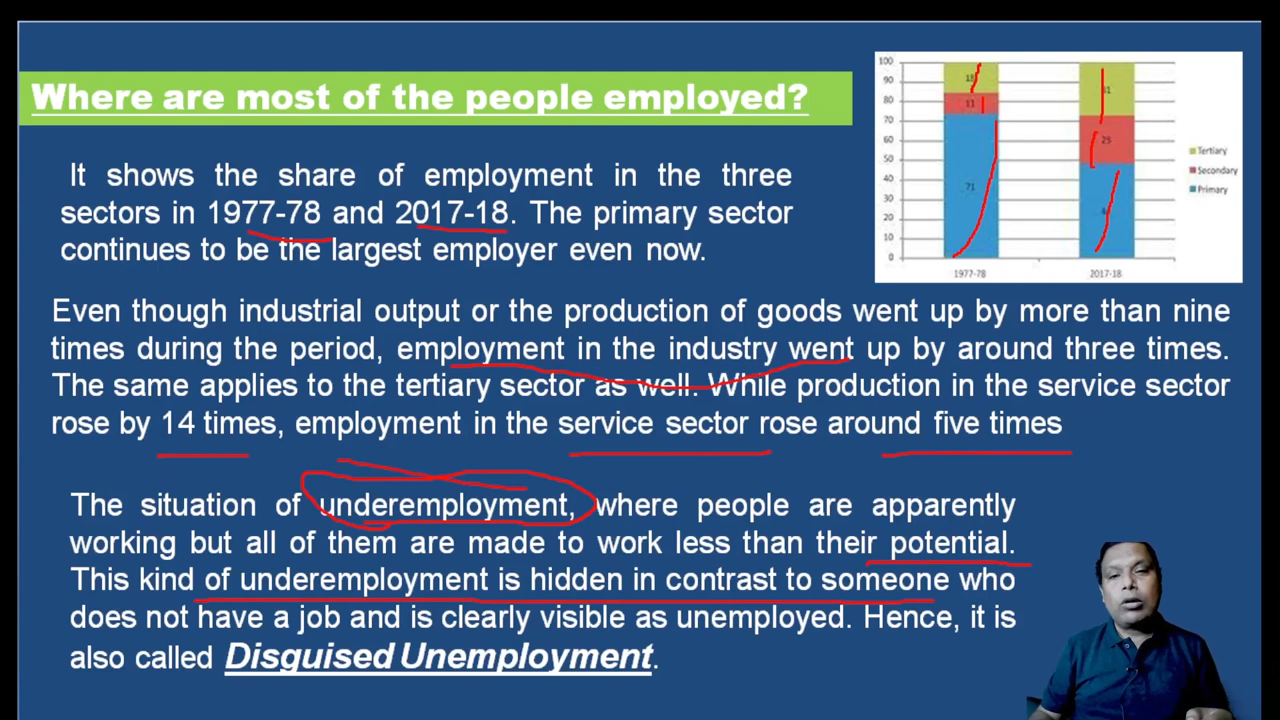 Where are most of the people employed?
It shows the share of employment in the three
sectors in 1977-78 and 2017-18. The primary sector
continues to be the largest employer even now.
100
90
80
70
60
50
40
30
20
10
0
11
71
25
1977-78
2017-18
Tertiary
Secondary
Primary
Even though industrial output or the production of goods went up by more than nine
times during the period, employment in the industry went up by around three times.
The same applies to the tertiary sector as well. While production in the service sector
rose by 14 times, employment in the service sector rose around five times
The situation of underemployment, where people are apparently
working but all of them are made to work less than their potential.
This kind of underemployment is hidden in contrast to someone who
does not have a job and is clearly visible as unemployed. Hence, it is
also called Disguised Unemployment.